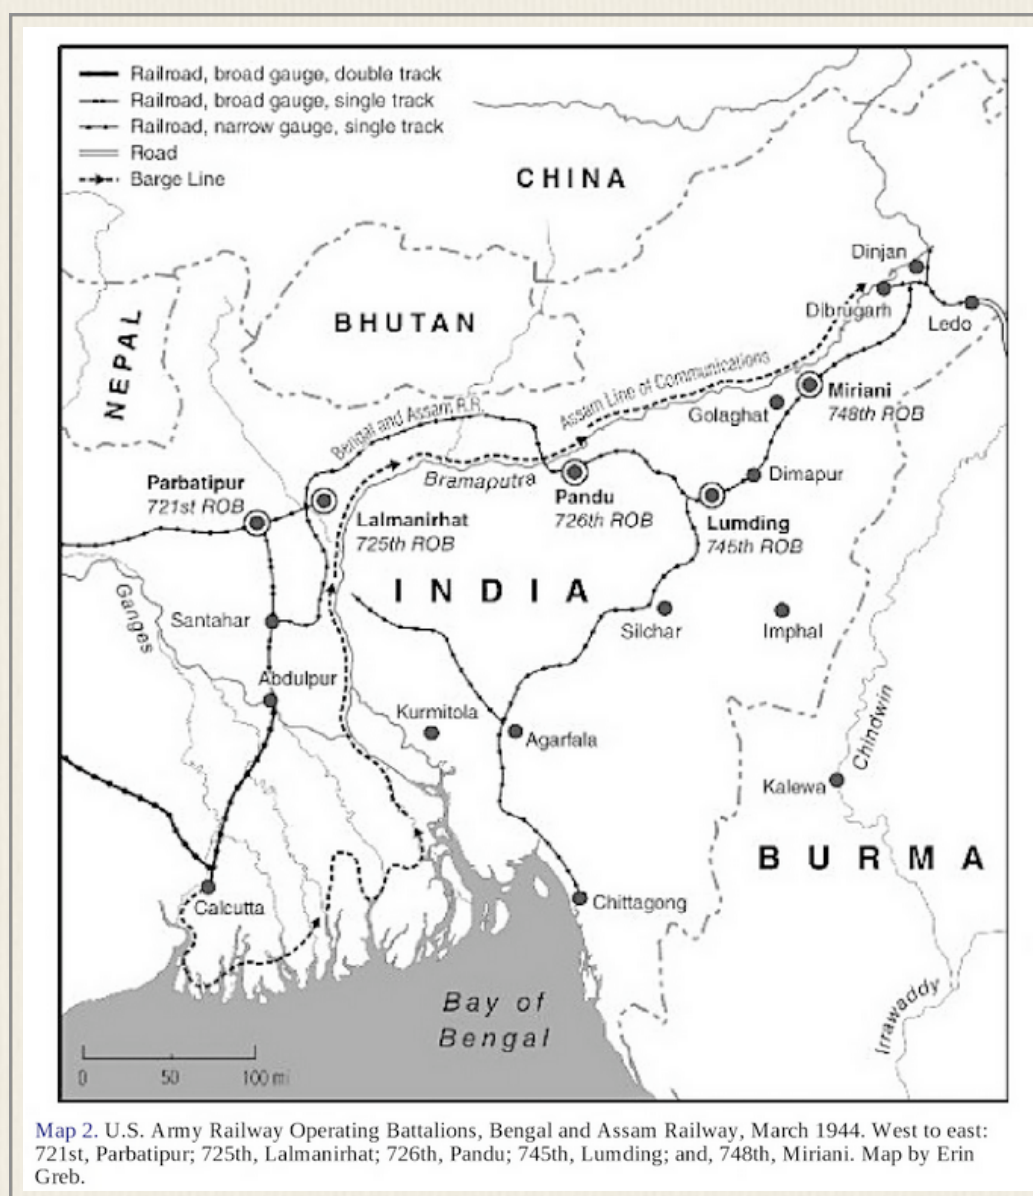 Railroad, broad gauge, double track
Railroad, broad gauge, single track
Railroad, narrow gauge, single track
Road
Barge Line
CHINA
NEPAL
BHUTAN
Dinjan
Dibrugarh
Ledo
Assam Line of Communications
Bengal and Assam R.R.
Golaghat
Miriani
748th ROB
Bramaputra
Dimapur
Parbatipur
721st ROB
Lalmanirhat
725th ROB
Pandu
726th ROB
Lumding
745th ROB
INDIA
Ganges
Santahar
Silchar
Imphal
Abdulpur
Kurmitola
Agarfala
Chindwin
Kalewa
BURMA
Calcutta
Chittagong
Bay of
Bengal
Irrawaddy
0 50 100 mi
Map 2. U.S. Army Railway Operating Battalions, Bengal and Assam Railway, March 1944. West to east:
721st, Parbatipur; 725th, Lalmanirhat; 726th, Pandu; 745th, Lumding; and, 748th, Miriani. Map by Erin
Greb.